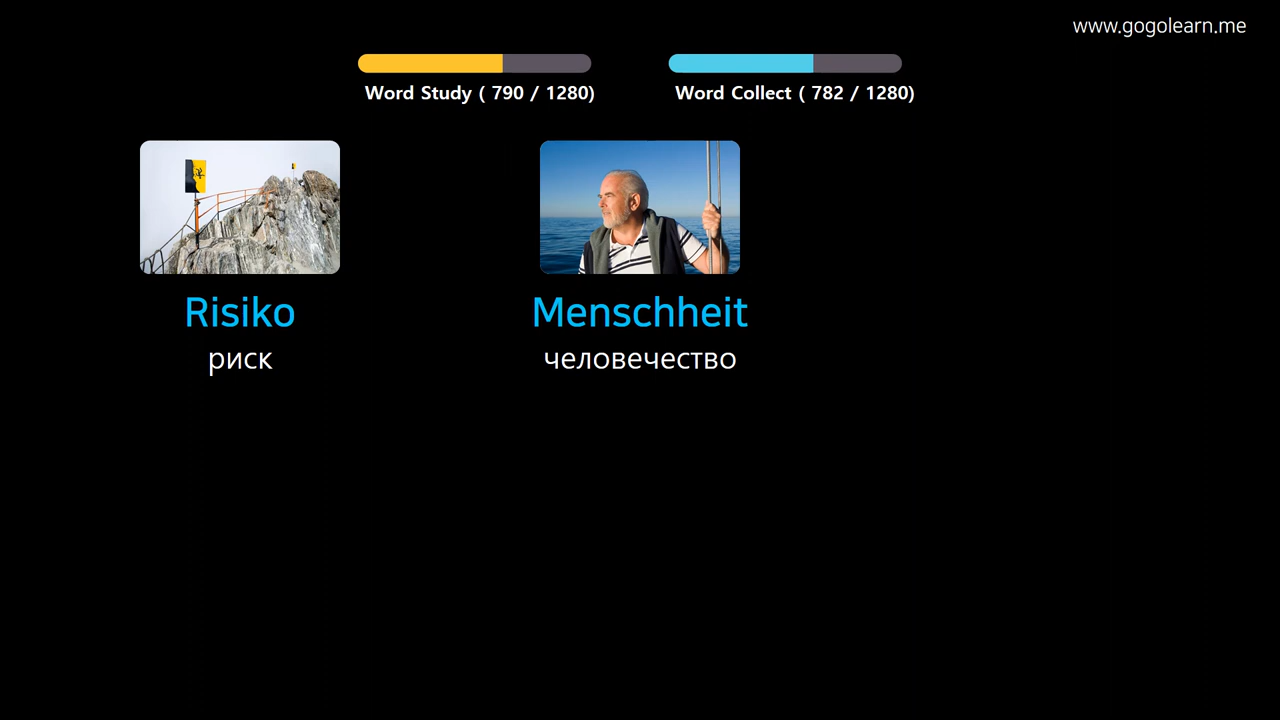 www.gogolearn.me
Word Study ( 790 / 1280)
Word Collect ( 782 / 1280)
Risiko
Menschheit
риск
человечество